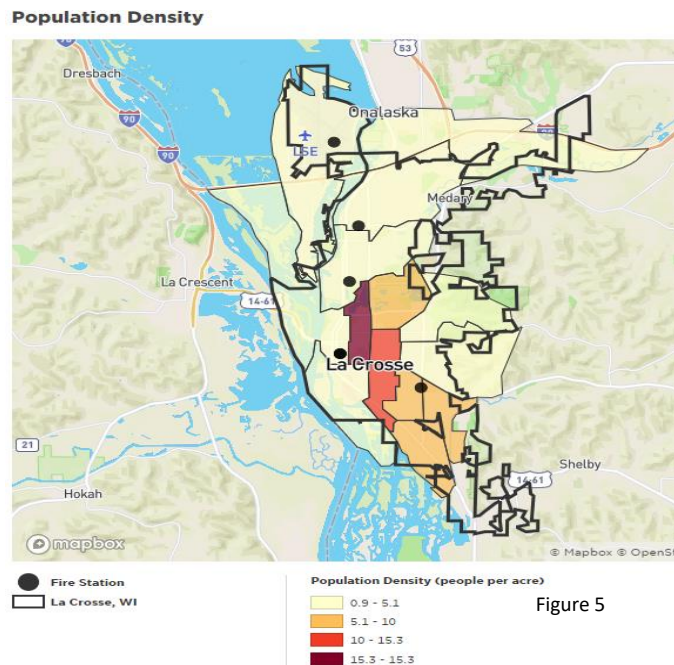 Population Density
53
90
Dresbach
Onalaska
90
LSE
90
Medary
La Crescent
14-61
La Crosse
21
Shelby
14-61
Hokah
mapbox
© Mapbox © OpenSt
Fire Station
La Crosse, WI
Population Density (people per acre)
0.9 - 5.1
5.1 - 10
10 - 15.3
15.3 - 15.3
Figure 5